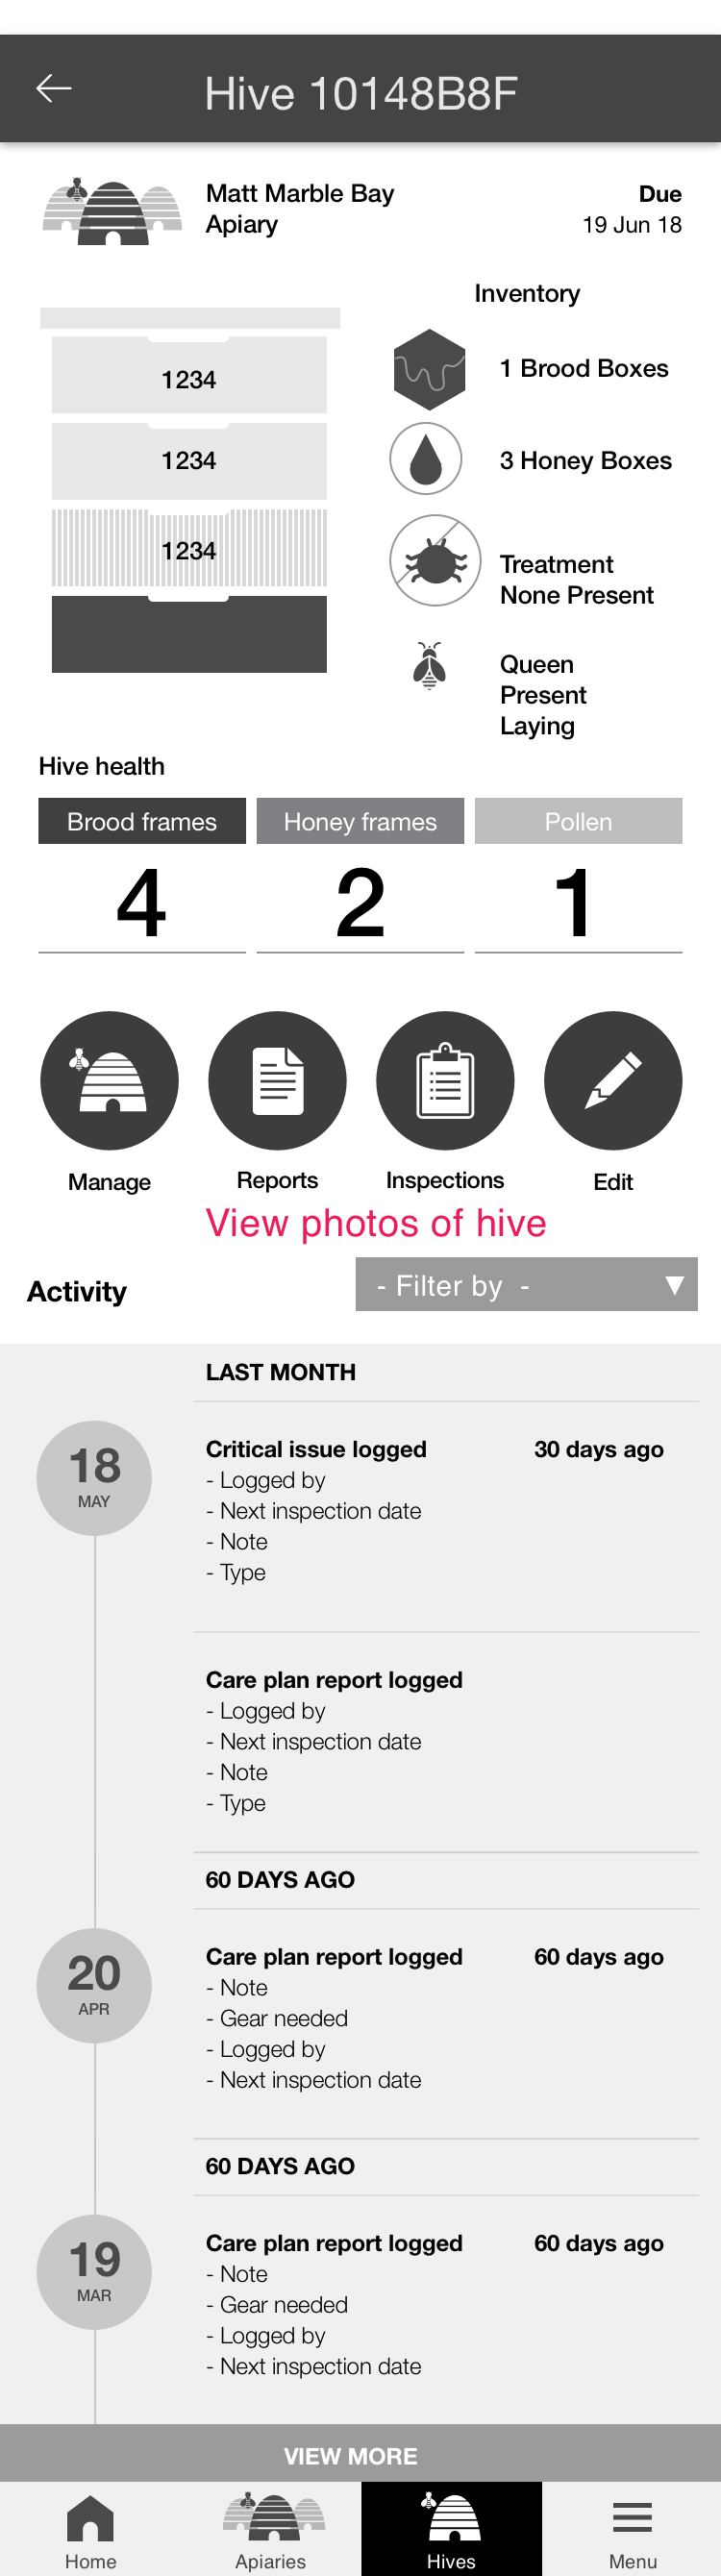 Hive 10148B8F
Matt Marble Bay
Apiary
Due
19 Jun 18
Inventory
1234
1234
1234
1 Brood Boxes
3 Honey Boxes
Treatment
None Present
Queen
Present
Laying
Hive health
Brood frames
Honey frames
Pollen
4
2
1
Manage
Reports
Inspections
Edit
View photos of hive
Activity
- Filter by -
LAST MONTH
18
MAY
Critical issue logged
30 days ago
- Logged by
- Next inspection date
- Note
- Type
Care plan report logged
- Logged by
- Next inspection date
- Note
- Type
60 DAYS AGO
20
APR
Care plan report logged
60 days ago
- Note
- Gear needed
- Logged by
- Next inspection date
60 DAYS AGO
19
MAR
Care plan report logged
60 days ago
- Note
- Gear needed
- Logged by
- Next inspection date
VIEW MORE
Home
Apiaries
Hives
Menu